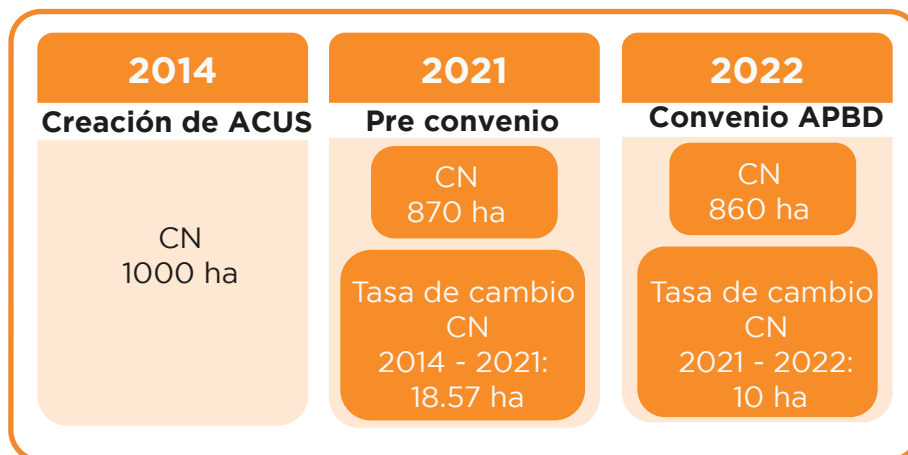 2014
Creación de ACUS
CN
1000 ha
2021
Pre convenio
CN
870 ha
Tasa de cambio
CN
2014 - 2021:
18.57 ha
2022
Convenio APBD
CN
860 ha
Tasa de cambio
CN
2021 - 2022:
10 ha